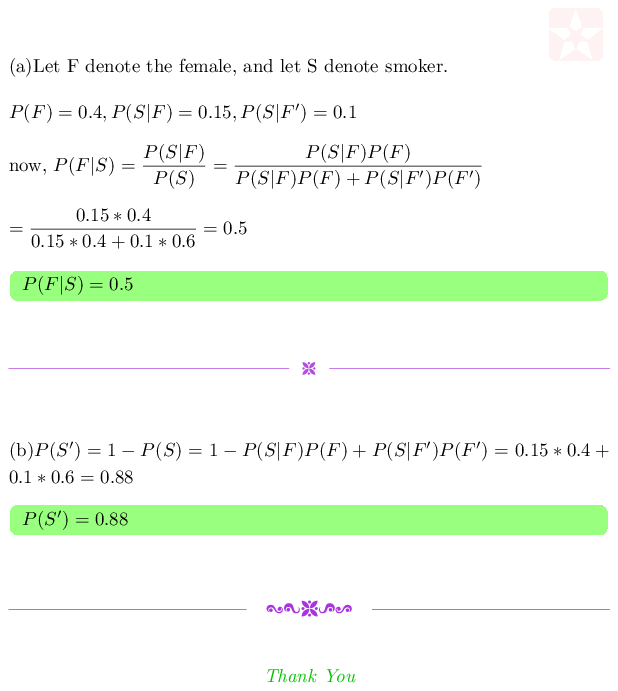 (a)Let F denote the female, and let S denote smoker.
P(F) = 0.4, P(S|F) = 0.15, P(S|F′) = 0.1
now, P(F|S) = \frac{P(S|F)}{P(S)} = \frac{P(S|F)P(F)}{P(S|F)P(F) + P(S|F′)P(F′)}
= \frac{0.15 * 0.4}{0.15 * 0.4 + 0.1 * 0.6} = 0.5
P(F|S) = 0.5
(b)P(S′) = 1 − P(S) = 1 − P(S|F)P(F) + P(S|F′)P(F′) = 0.15 * 0.4 +
0.1 * 0.6 = 0.88
P(S′) = 0.88
Thank You